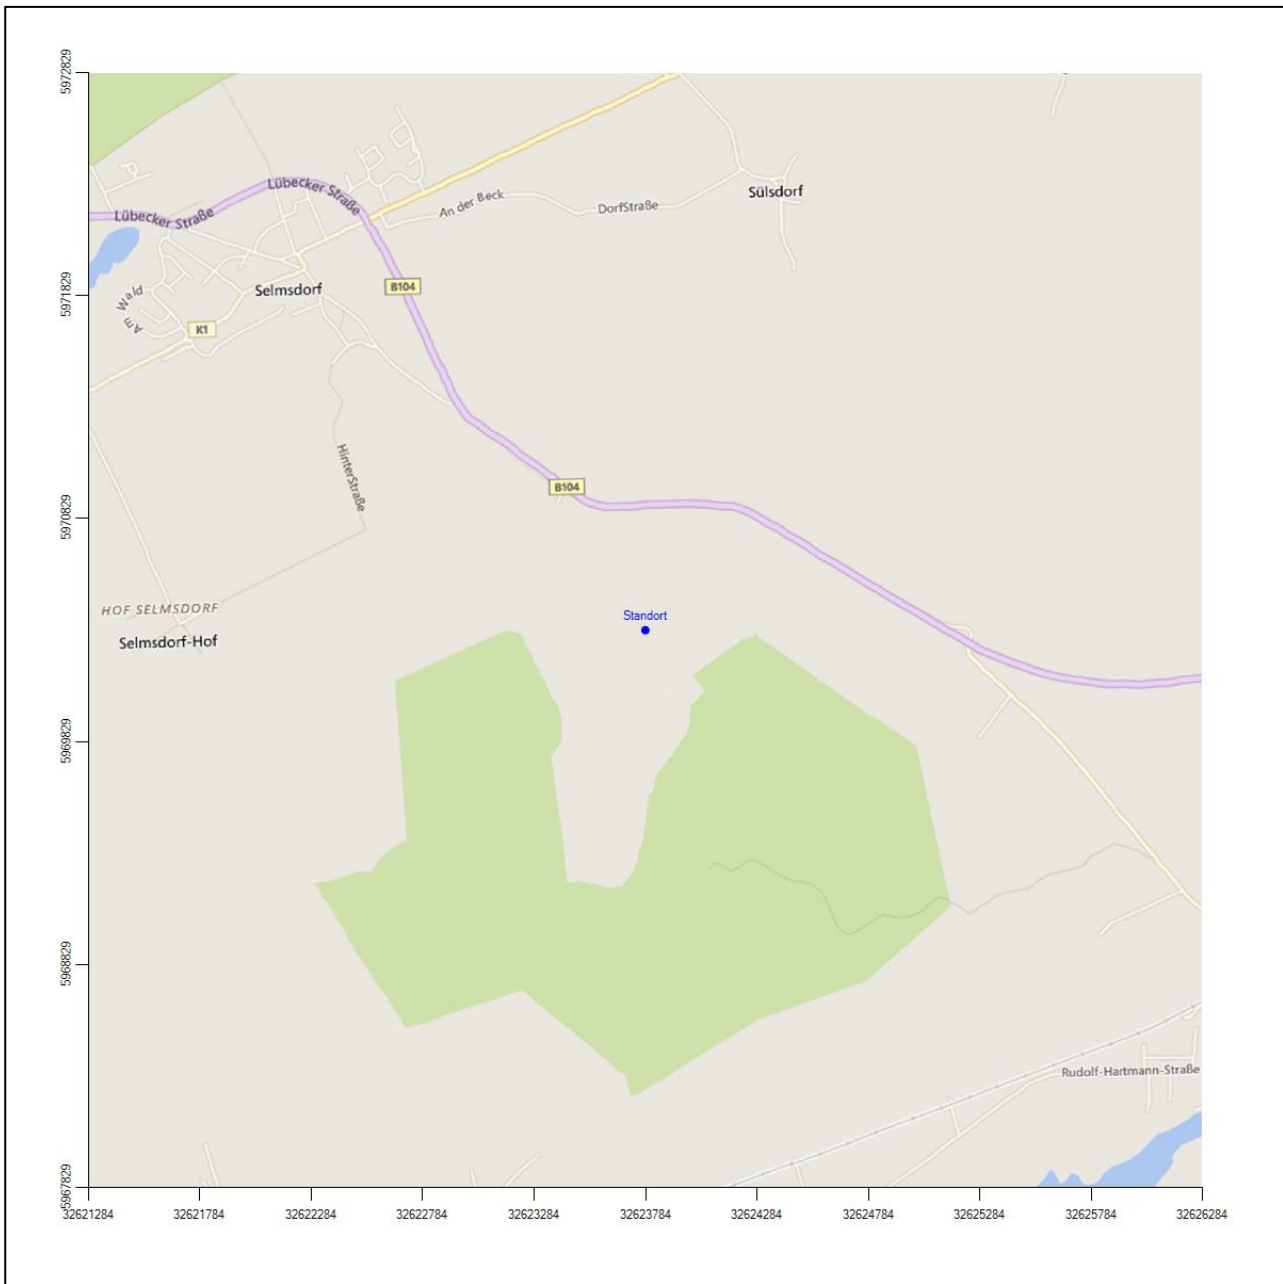 5972829
Sülsdorf
Lübecker Straße
An der Beck
DorfStraße
Lübecker Straße
5971829
Selmsdorf
B104
Am Wald
K1
HinterStraße
B104
5970829
HOF SELMSDORF
Standort
Selmsdorf-Hof
5969829
5968829
Rudolf-Hartmann-Straße
5967829
32621284 32621784 32622284 32622784 32623284 32623784 32624284 32624784 32625284 32625784 32626284